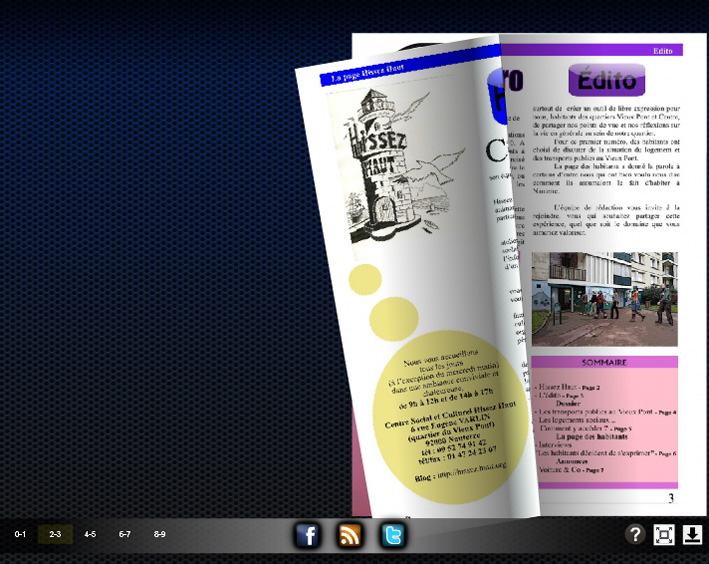 La page Hissez Haut
HISSEZ
HAUT
Nous vous accueillons
tous les jours
(à l'exception du mercredi matin)
dans une ambiance conviviale et
chaleureuse,
de 9h à 12h et de 14h à 17h
Centre Social et Culturel Hissez Haut
6 rue Eugène VARLIN
(quartier du Vieux Pont)
92000 Nanterre
tél : 09 52 74 91 42
tél/fax : 01 47 24 23 07
Blog : http://hissez.haut.org
Edito
Édito
surtout de créer un outil de libre expression pour
nous, habitants des quartiers Vieux Pont et Centre,
de partager nos points de vue et nos réflexions sur
la vie en générale au sein de notre quartier.
Pour ce premier numéro, des habitants ont
choisi de discuter de la situation du logement et
des transports publics au Vieux Pont.
La page des habitants a donné la parole à
certains d'entre nous qui ont bien voulu nous dire
comment ils assumaient le fait d'habiter à
Nanterre.
L'équipe de rédaction vous invite à la
rejoindre, vous qui souhaitez partager cette
expérience, quel que soit le domaine que vous
aimeriez valoriser.
SOMMAIRE
- Hissez Haut - Page 2
- L'édito - Page 3
Dossier
- Les transports publics au Vieux Pont - Page 4
- Les logements sociaux...
Comment y accéder ? - Page 5
La page des habitants
- Interviews
"Les habitants décident de s'exprimer" - Page 6
Annonces
- Voiture & Co - Page 7
3
0-1 2-3 4-5 6-7 8-9
?